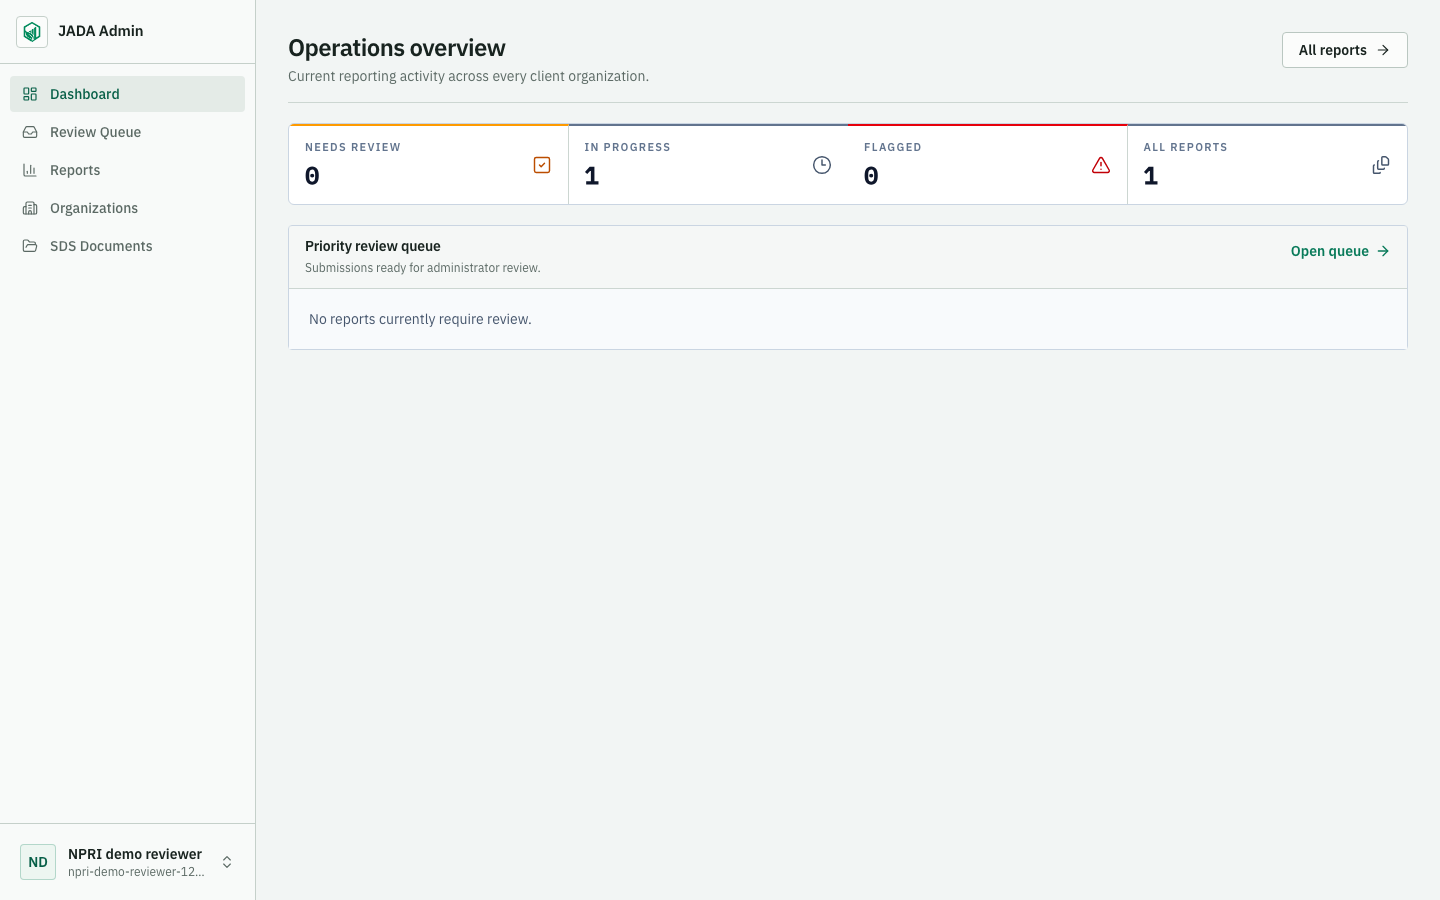 JADA Admin
Dashboard
Review Queue
Reports
Organizations
SDS Documents
ND
NPRI demo reviewer
npri-demo-reviewer-12...
Operations overview
Current reporting activity across every client organization.
All reports
NEEDS REVIEW
0
IN PROGRESS
1
FLAGGED
0
ALL REPORTS
1
Priority review queue
Submissions ready for administrator review.
Open queue
No reports currently require review.